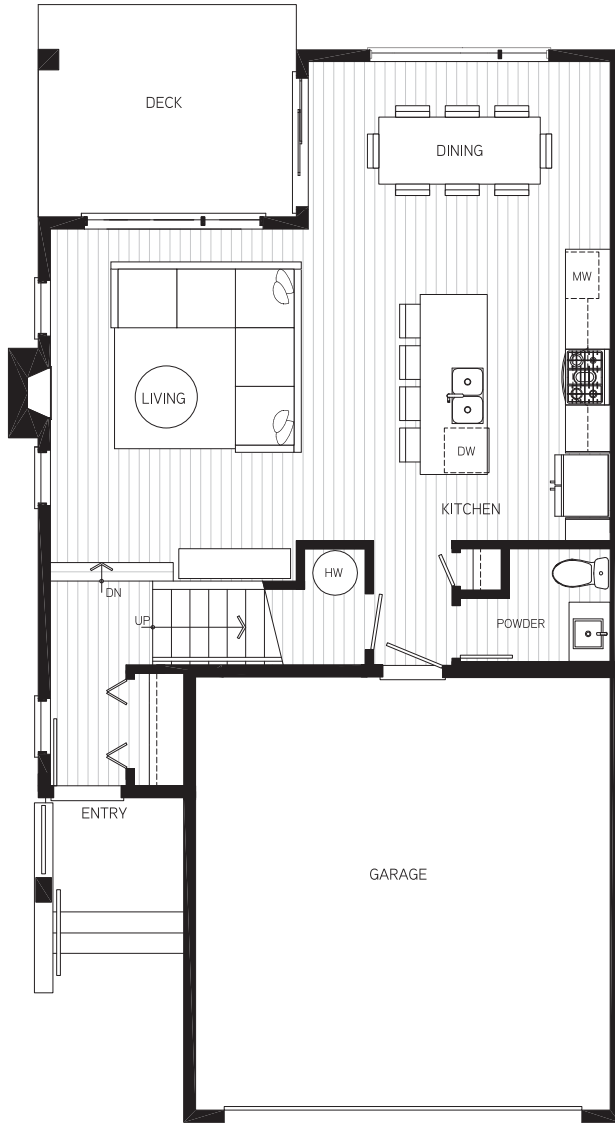 DECK
DINING
MW
LIVING
DW
KITCHEN
HW
DN
UP
POWDER
ENTRY
GARAGE